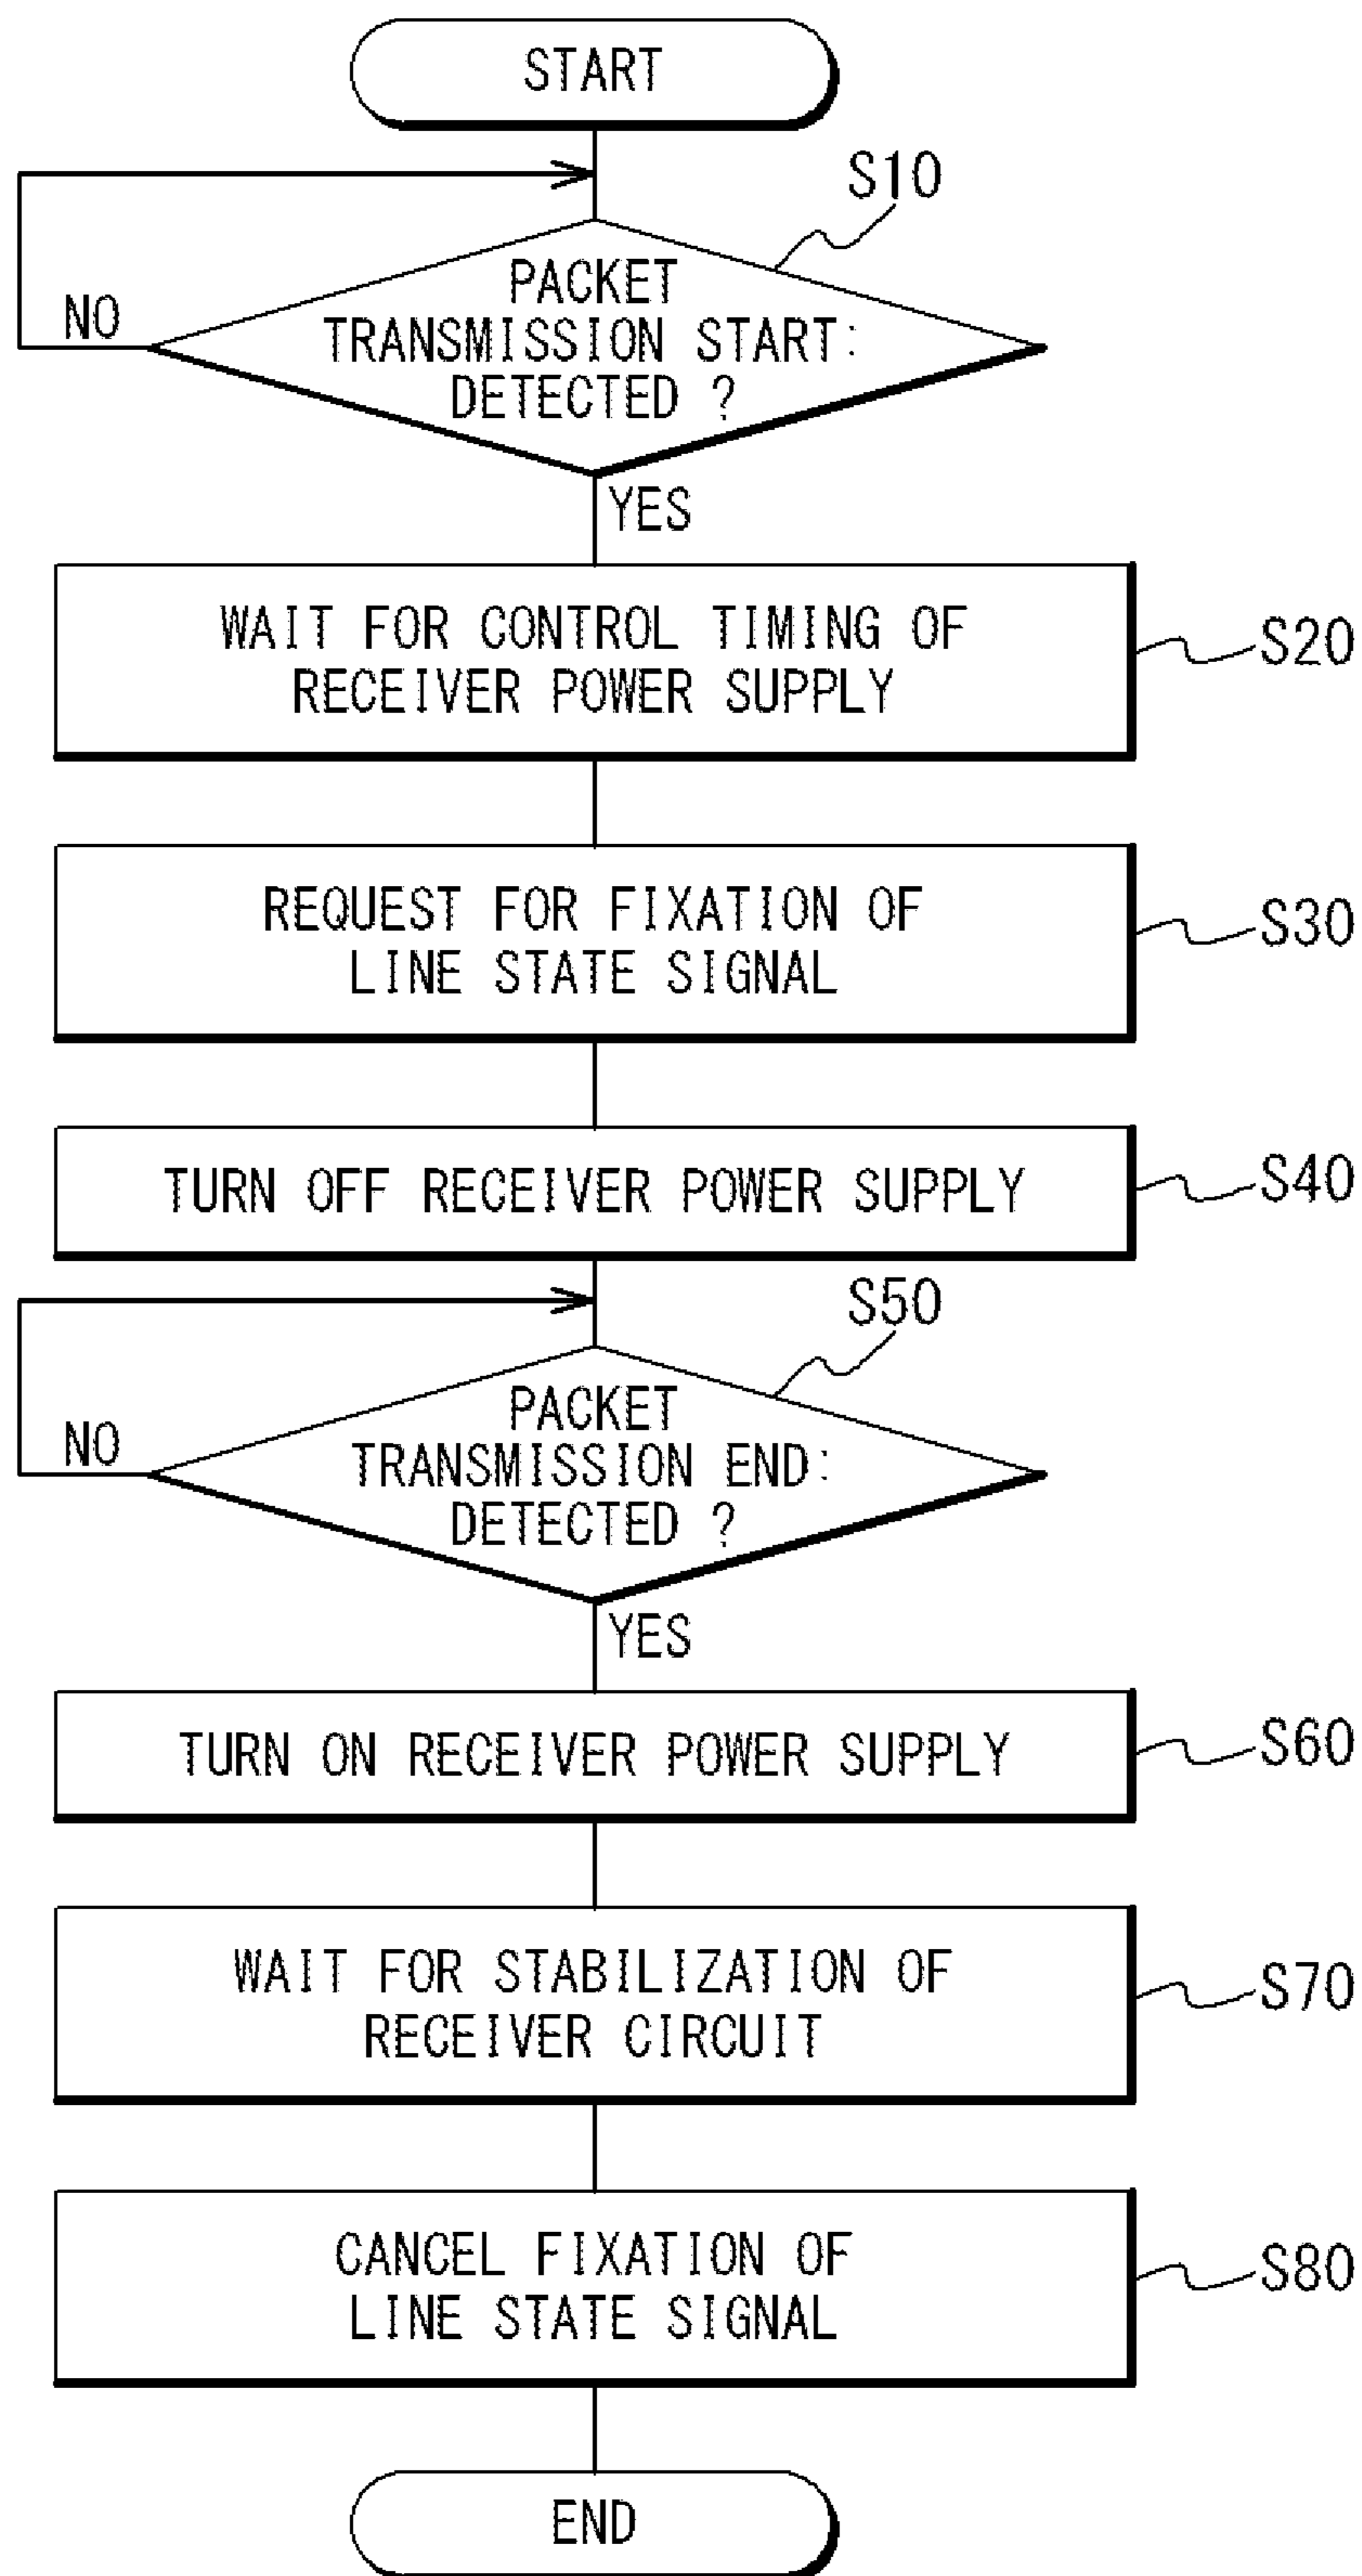 START
S10
PACKET
TRANSMISSION START:
DETECTED ?
NO
YES
WAIT FOR CONTROL TIMING OF
RECEIVER POWER SUPPLY
S20
REQUEST FOR FIXATION OF
LINE STATE SIGNAL
S30
TURN OFF RECEIVER POWER SUPPLY
S40
S50
PACKET
TRANSMISSION END:
DETECTED ?
NO
YES
TURN ON RECEIVER POWER SUPPLY
S60
WAIT FOR STABILIZATION OF
RECEIVER CIRCUIT
S70
CANCEL FIXATION OF
LINE STATE SIGNAL
S80
END